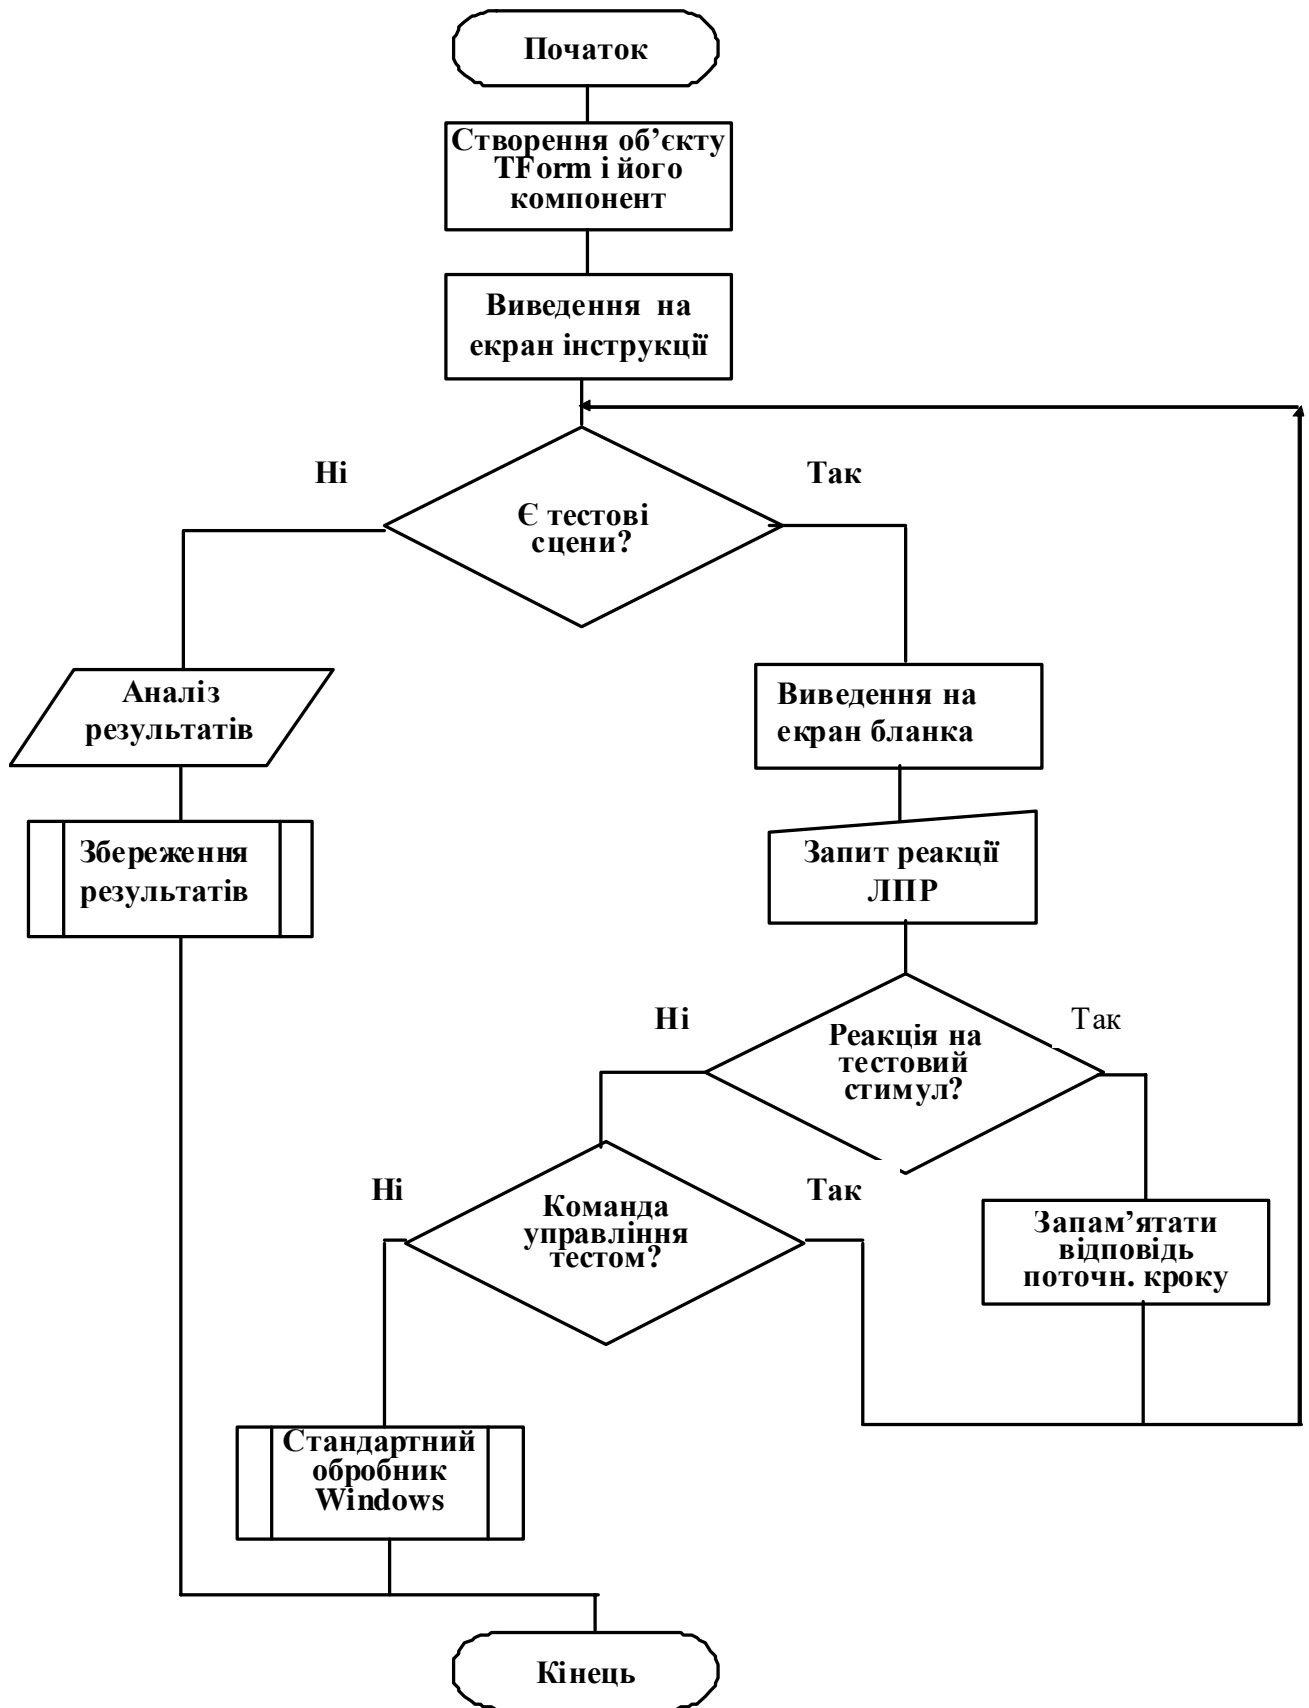 Початок
Створення об’єкту
TForm і його
компонент
Виведення на
екран інструкції
Ні
Так
Є тестові
сцени?
Аналіз
результатів
Виведення на
екран бланка
Збереження
результатів
Запит реакції
ЛПР
Ні
Так
Реакція на
тестовий
стимул?
Ні
Так
Команда
управління
тестом?
Запам’ятати
відповідь
поточн. кроку
Стандартний
обробник
Windows
Кінець